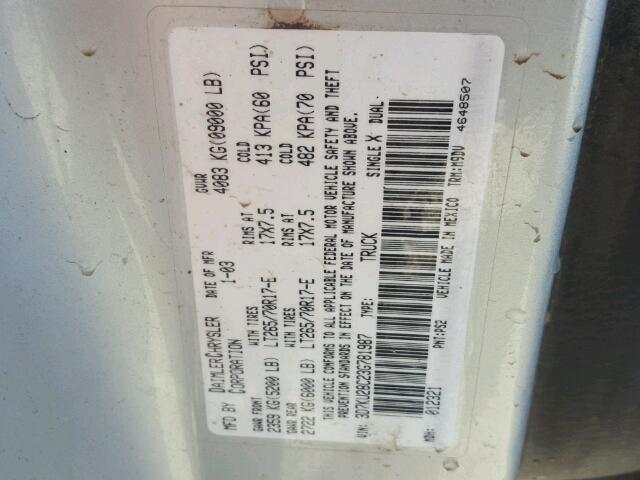 DAIMLERCHRYSLER CORPORATION
DATE OF MFR 1-03
GVWR 4083 KG(09000 LB)
GAWR FRONT 2359 KG(5200 LB)
WITH TIRES LT265/70R17-E
RIMS AT 17X7.5
COLD 413 KPA(60 PSI)
GAWR REAR 2722 KG(6000 LB)
WITH TIRES LT265/70R17-E
RIMS AT 17X7.5
COLD 482 KPA(70 PSI)
THIS VEHICLE CONFORMS TO ALL APPLICABLE FEDERAL MOTOR VEHICLE SAFETY AND THEFT
PREVENTION STANDARDS IN EFFECT ON THE DATE OF MANUFACTURE SHOWN ABOVE.
VIN: 3D7KU28C23G781987 TYPE: TRUCK SINGLE X DUAL
MDH: 012321 PNT:PS2 VEHICLE MADE IN MEXICO TRM:M9DV
4648507